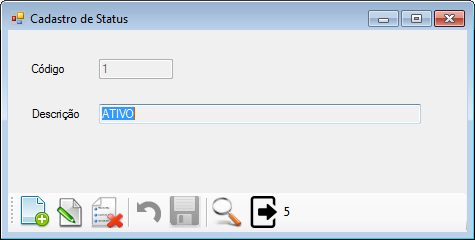 Cadastro de Status
Código 1
Descrição ATIVO
5